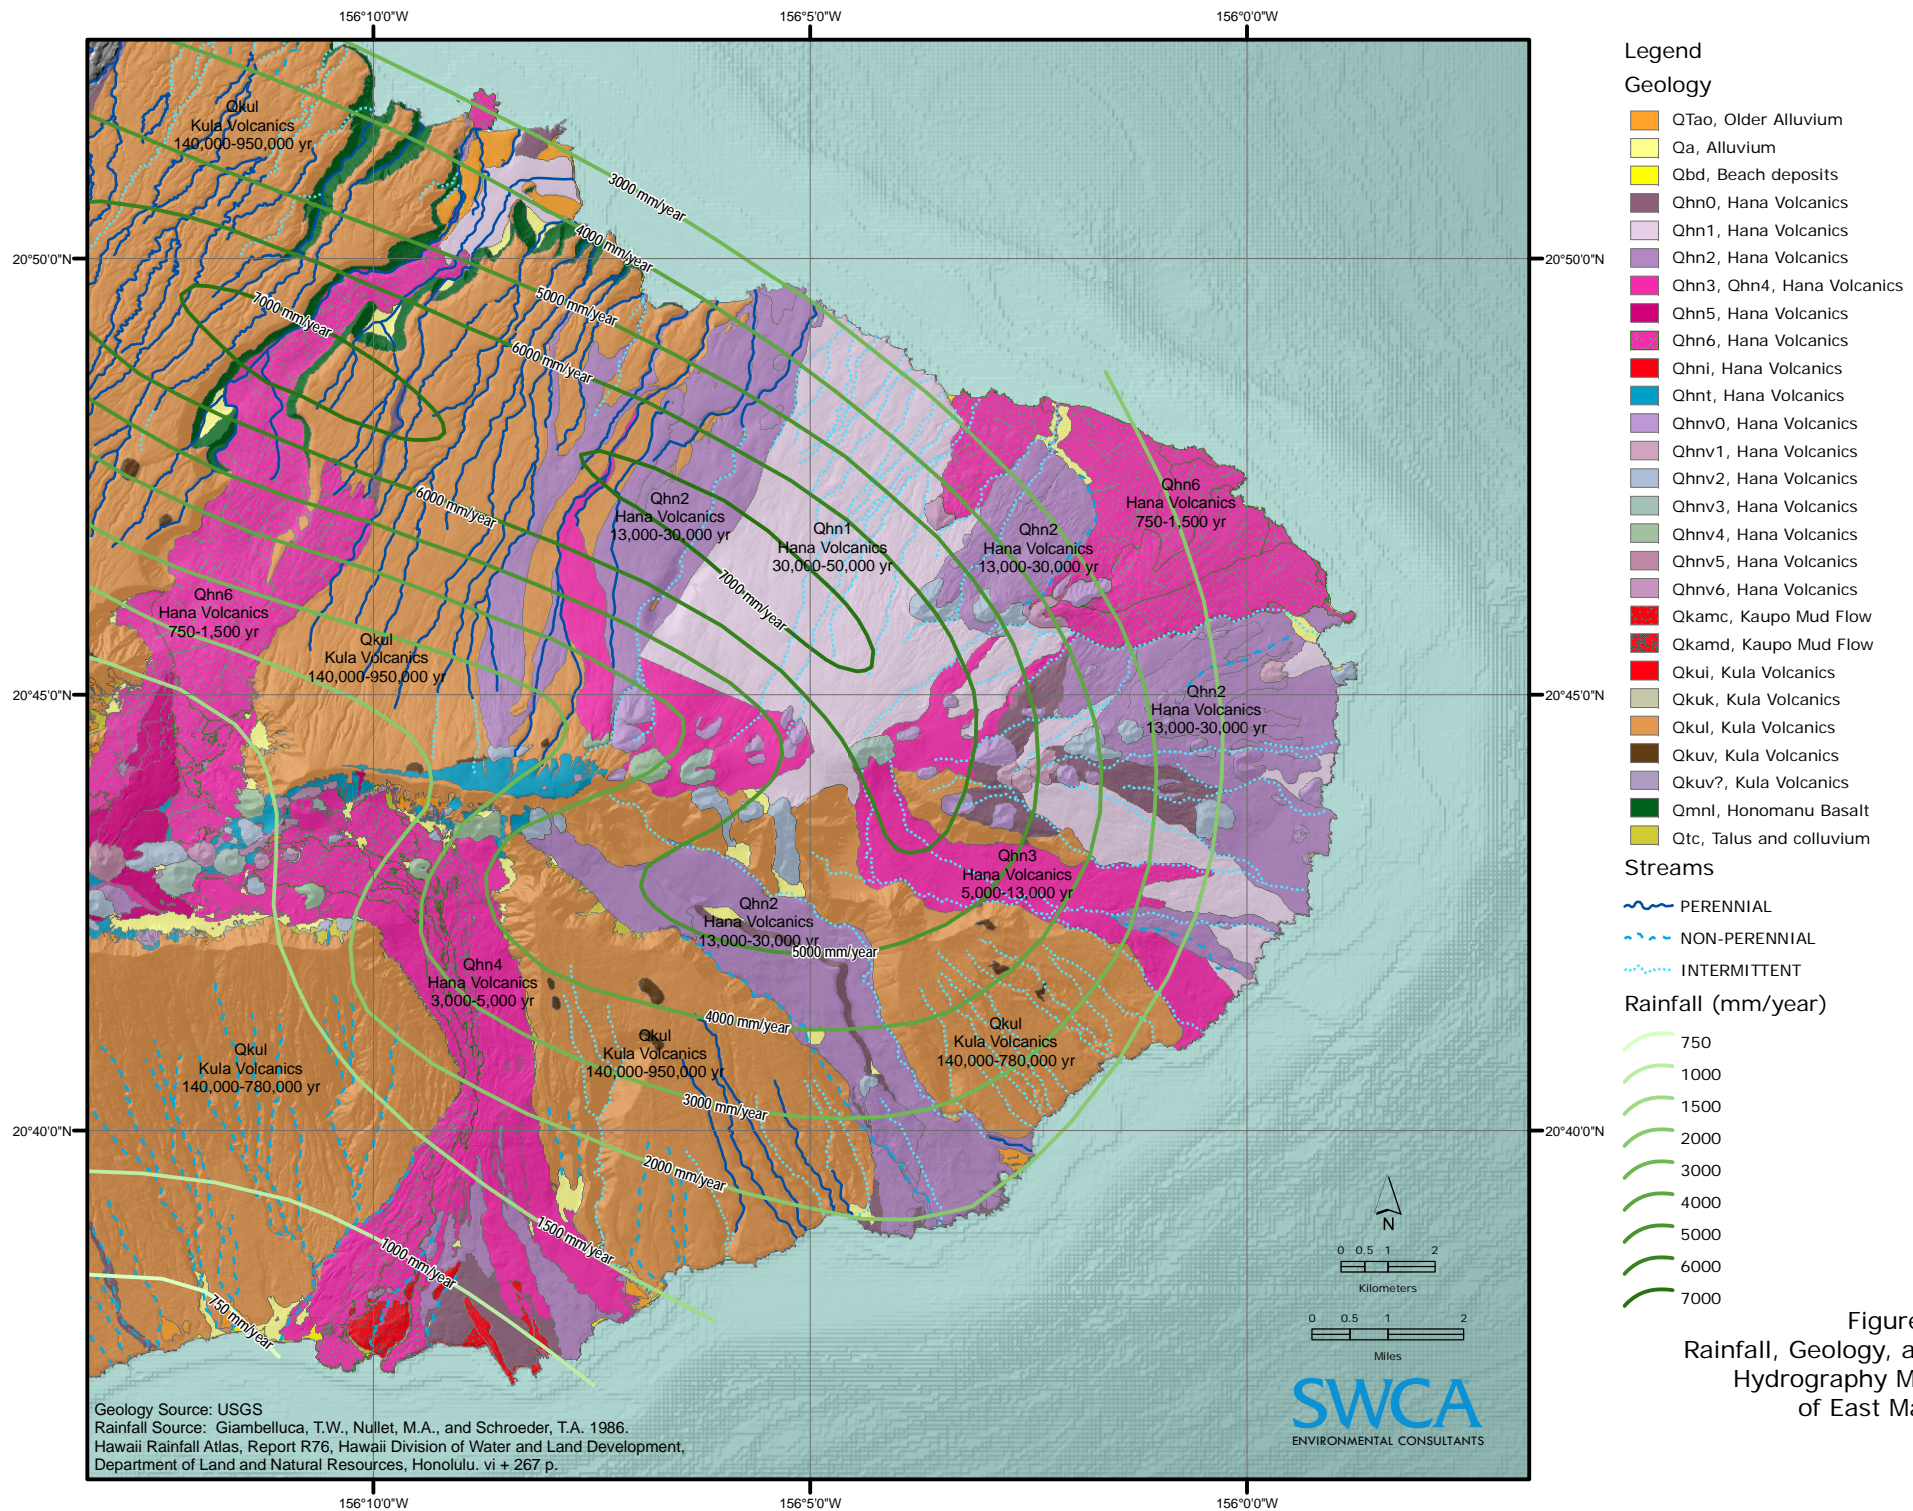 156°10'0"W
156°5'0"W
156°0'0"W
20°50'0"N
20°45'0"N
20°40'0"N
20°50'0"N
20°45'0"N
20°40'0"N
156°10'0"W
156°5'0"W
156°0'0"W
Qkul
Kula Volcanics
140,000-950,000 yr
3000 mm/year
4000 mm/year
5000 mm/year
6000 mm/year
7000 mm/year
6000 mm/year
7000 mm/year
Qhn2
Hana Volcanics
13,000-30,000 yr
Qhn1
Hana Volcanics
30,000-50,000 yr
Qhn2
Hana Volcanics
13,000-30,000 yr
Qhn6
Hana Volcanics
750-1,500 yr
Qhn6
Hana Volcanics
750-1,500 yr
Qkul
Kula Volcanics
140,000-950,000 yr
Qhn2
Hana Volcanics
13,000-30,000 yr
Qhn3
Hana Volcanics
5,000-13,000 yr
Qhn2
Hana Volcanics
13,000-30,000 yr
5000 mm/year
Qhn4
Hana Volcanics
3,000-5,000 yr
4000 mm/year
Qkul
Kula Volcanics
140,000-780,000 yr
Qkul
Kula Volcanics
140,000-950,000 yr
Qkul
Kula Volcanics
140,000-780,000 yr
3000 mm/year
2000 mm/year
1500 mm/year
1000 mm/year
750 mm/year
N
0 0.5 1 2
Kilometers
0 0.5 1 2
Miles
SWCA
ENVIRONMENTAL CONSULTANTS
Geology Source: USGS
Rainfall Source: Giambelluca, T.W., Nullet, M.A., and Schroeder, T.A. 1986.
Hawaii Rainfall Atlas, Report R76, Hawaii Division of Water and Land Development,
Department of Land and Natural Resources, Honolulu. vi + 267 p.
Legend
Geology
QTao, Older Alluvium
Qa, Alluvium
Qbd, Beach deposits
Qhn0, Hana Volcanics
Qhn1, Hana Volcanics
Qhn2, Hana Volcanics
Qhn3, Qhn4, Hana Volcanics
Qhn5, Hana Volcanics
Qhn6, Hana Volcanics
Qhni, Hana Volcanics
Qhnt, Hana Volcanics
Qhnv0, Hana Volcanics
Qhnv1, Hana Volcanics
Qhnv2, Hana Volcanics
Qhnv3, Hana Volcanics
Qhnv4, Hana Volcanics
Qhnv5, Hana Volcanics
Qhnv6, Hana Volcanics
Qkamc, Kaupo Mud Flow
Qkamd, Kaupo Mud Flow
Qkui, Kula Volcanics
Qkuk, Kula Volcanics
Qkul, Kula Volcanics
Qkuv, Kula Volcanics
Qkuv?, Kula Volcanics
Qmnl, Honomanu Basalt
Qtc, Talus and colluvium
Streams
PERENNIAL
NON-PERENNIAL
INTERMITTENT
Rainfall (mm/year)
750
1000
1500
2000
3000
4000
5000
6000
7000
Figure
Rainfall, Geology, a
Hydrography M
of East Ma